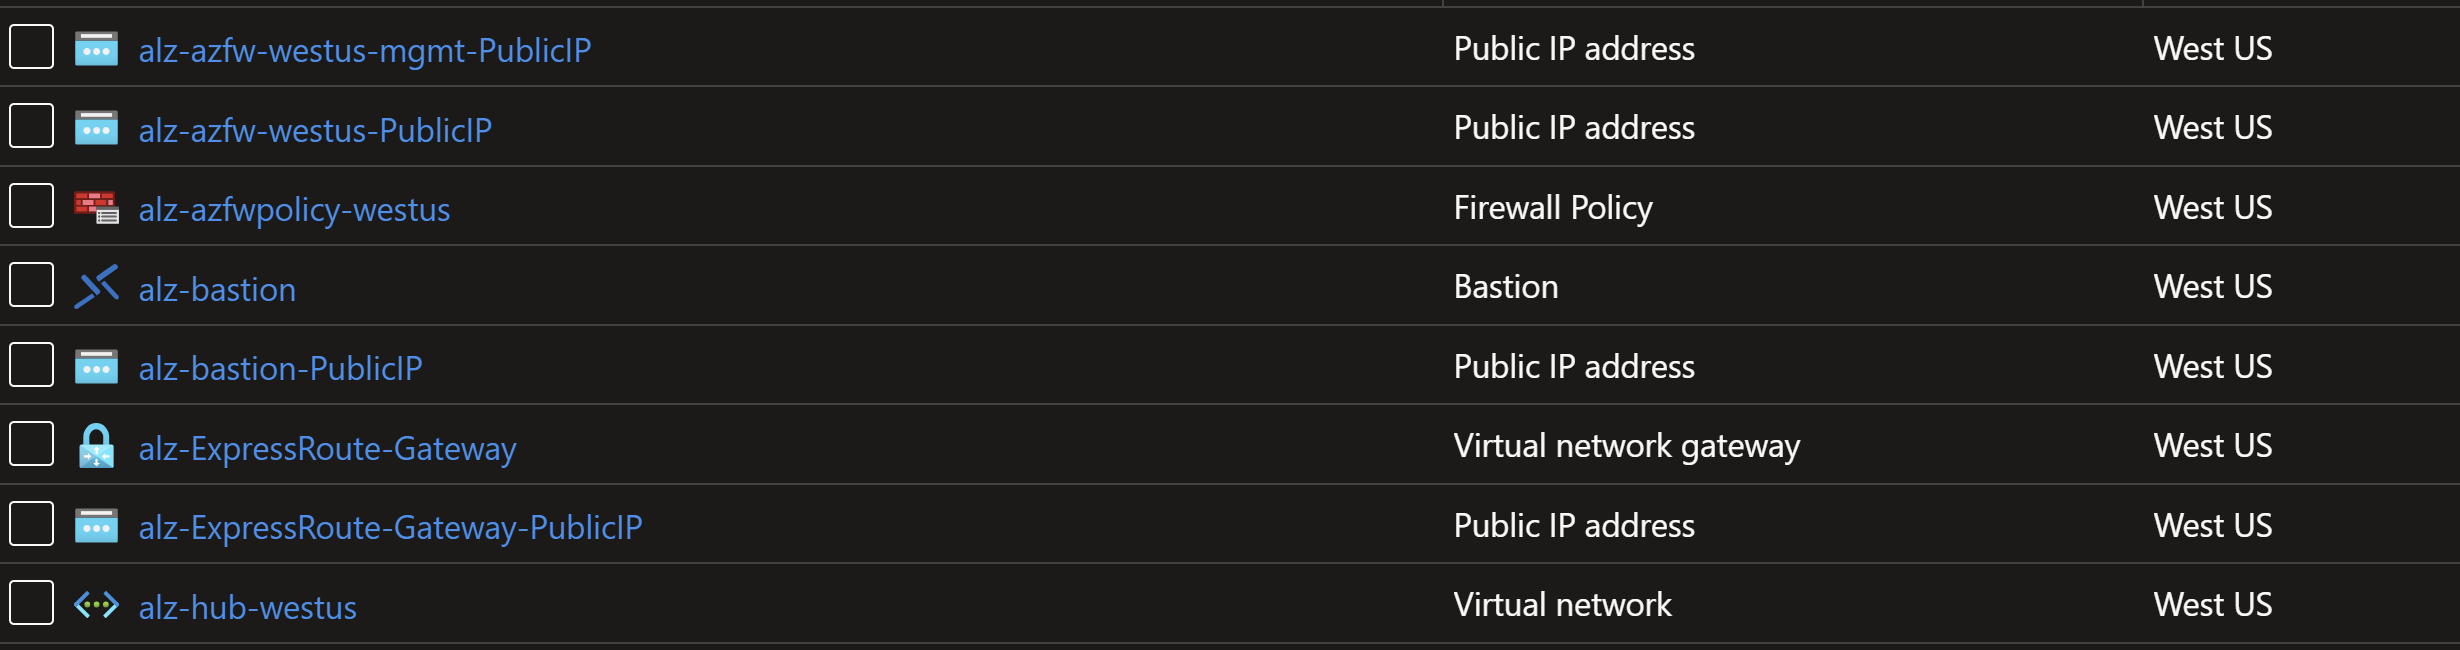 alz-azfw-westus-mgmt-PublicIP Public IP address West US
alz-azfw-westus-PublicIP Public IP address West US
alz-azfwpolicy-westus Firewall Policy West US
alz-bastion Bastion West US
alz-bastion-PublicIP Public IP address West US
alz-ExpressRoute-Gateway Virtual network gateway West US
alz-ExpressRoute-Gateway-PublicIP Public IP address West US
alz-hub-westus Virtual network West US